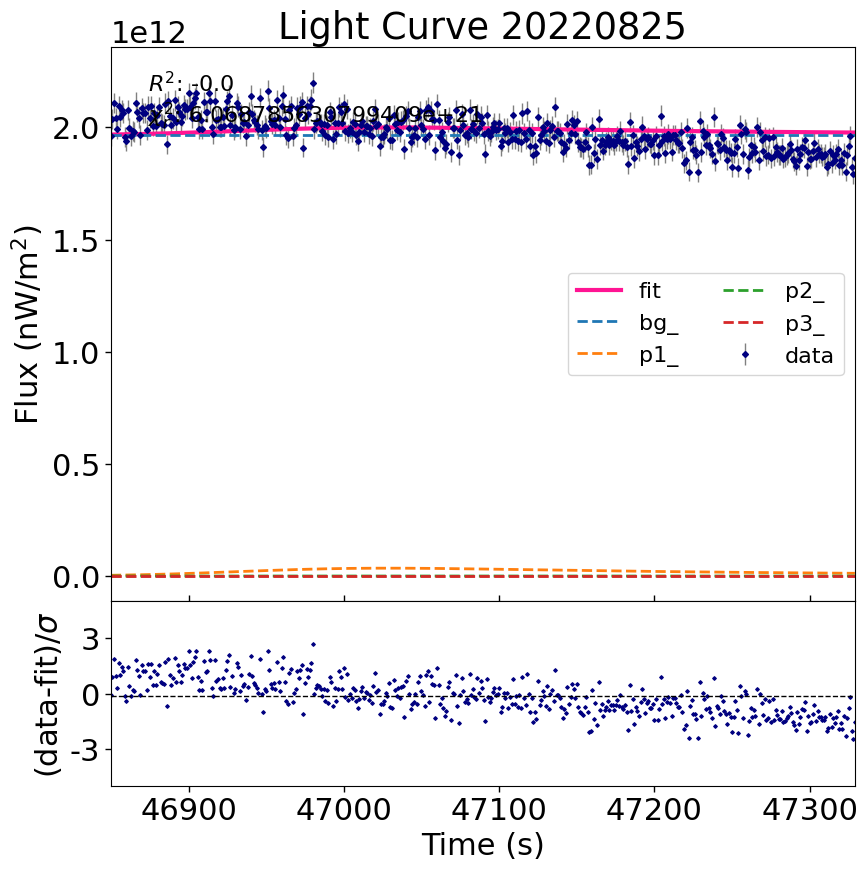 Light Curve 20220825
1e12
R²: -0.0
2.0
1.5
1.0
0.5
0.0
Flux (nW/m²)
fit
bg_
p1_
p2_
p3_
data
3
0
-3
(data-fit)/σ
46900
47000
47100
47200
47300
Time (s)